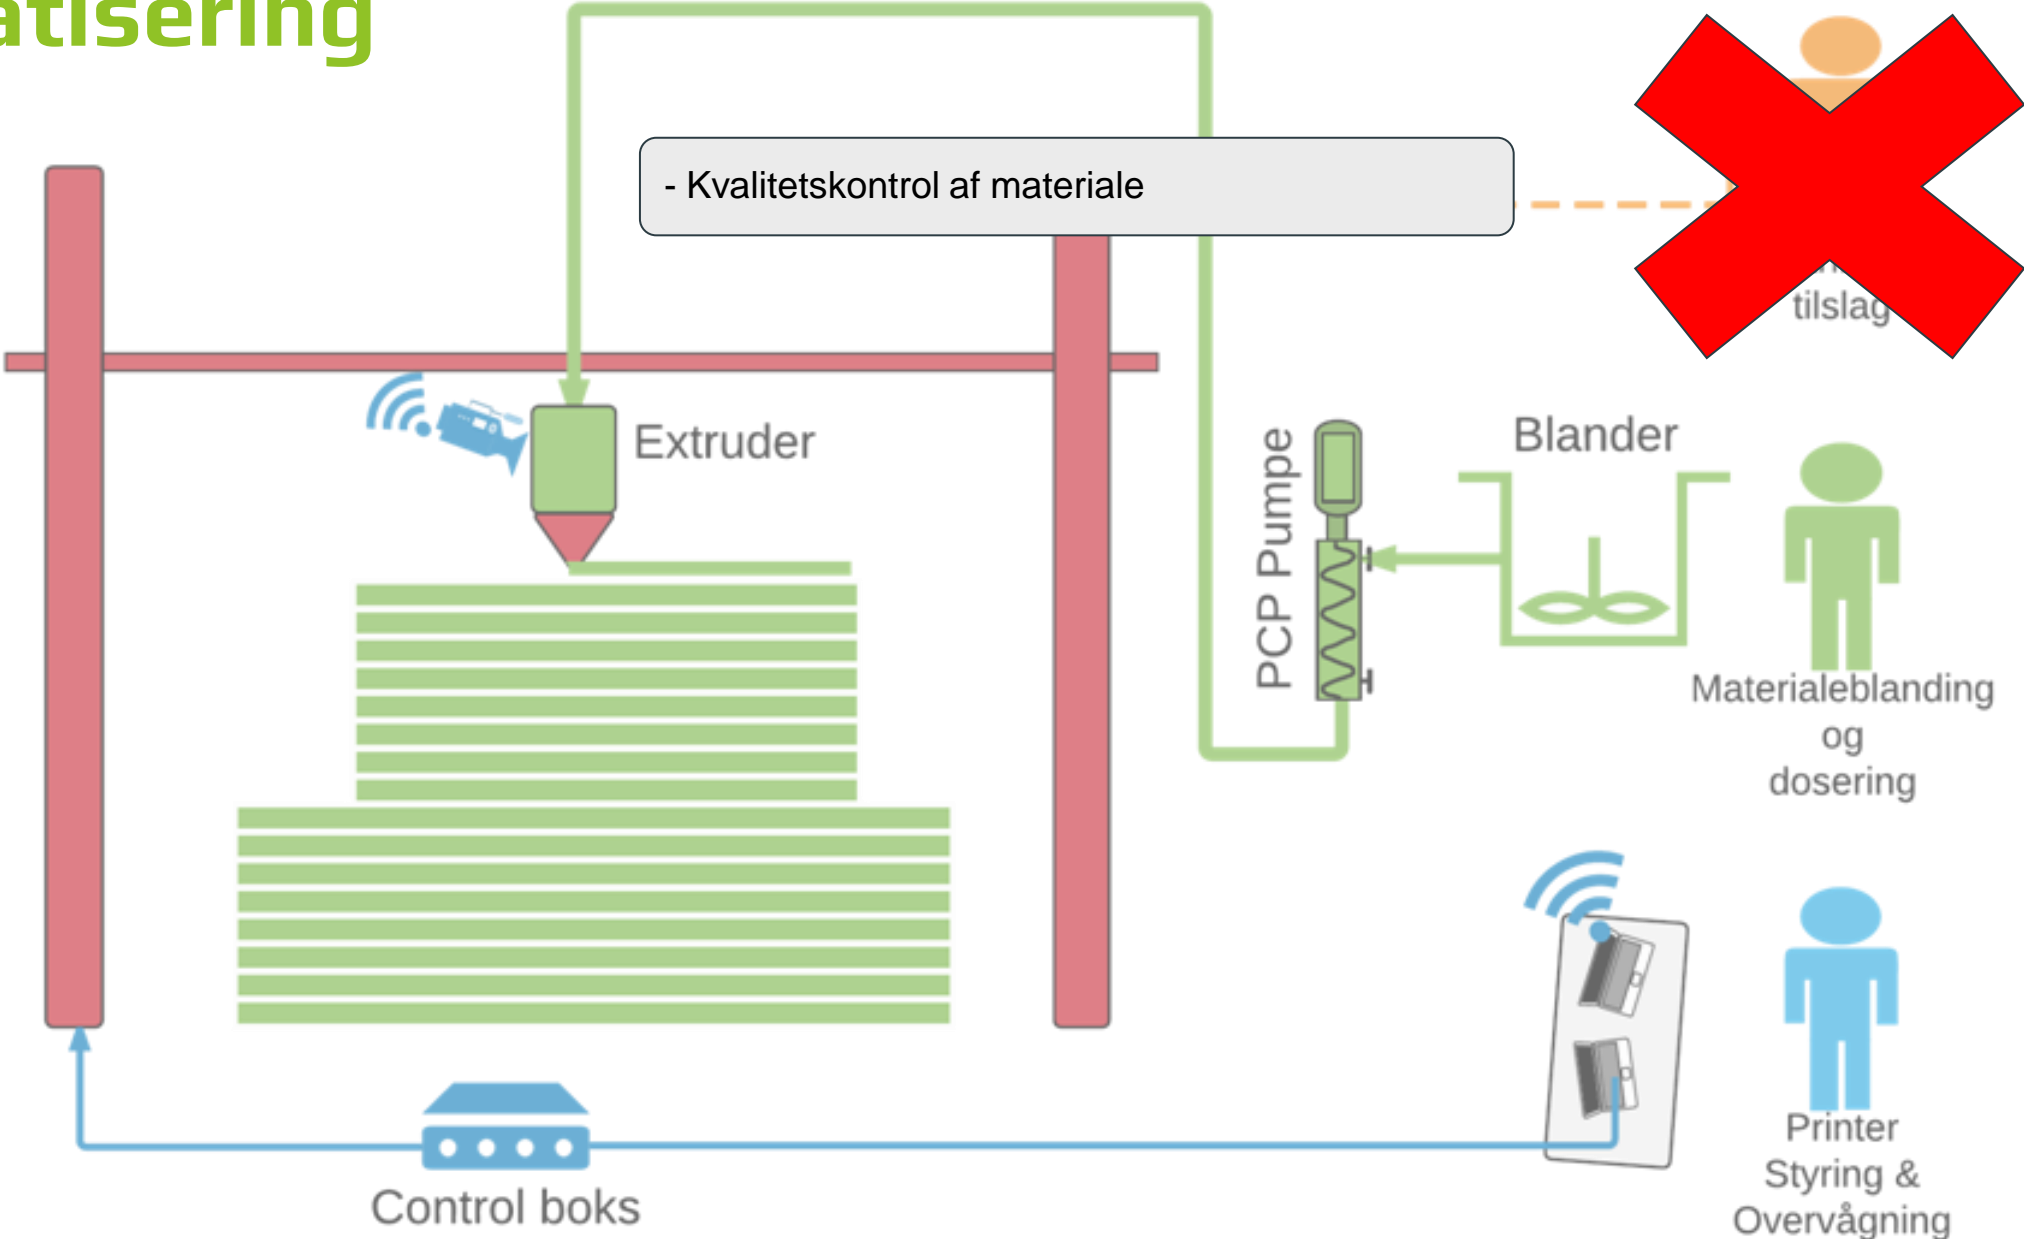 atisering
- Kvalitetskontrol af materiale
tilslag
Extruder
PCP Pumpe
Blander
Materialeblanding
og
dosering
Printer
Styring &
Overvågning
Control boks